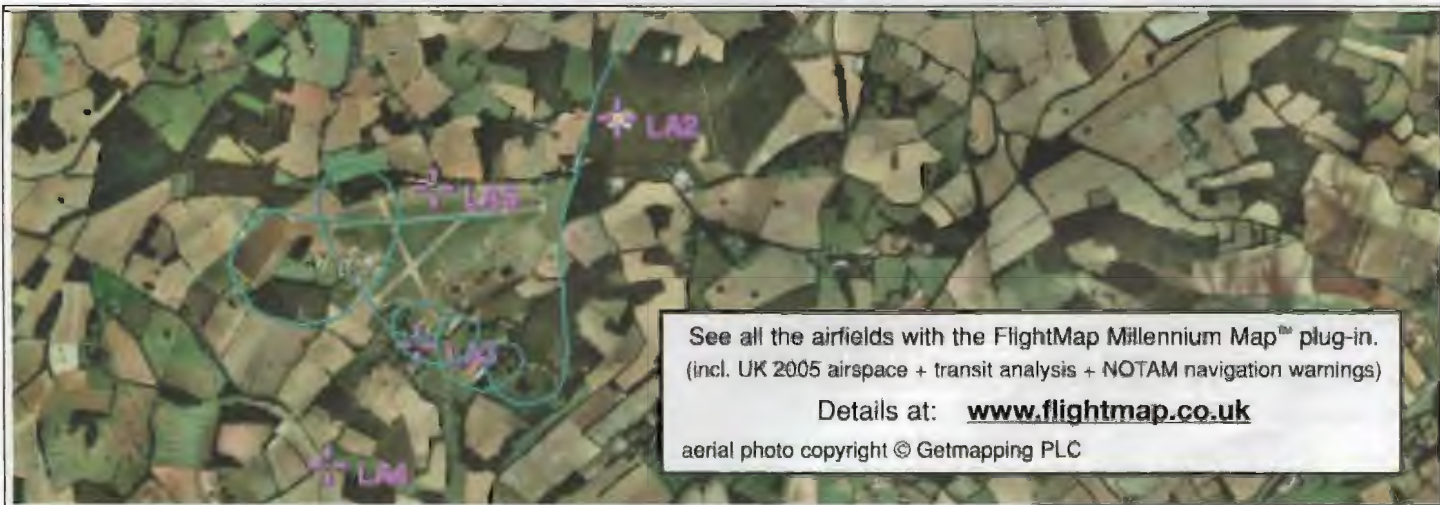 LA2
LA4
See all the airfields with the FlightMap Millennium Map™ plug-in.
(incl. UK 2005 airspace + transit analysis + NOTAM navigation warnings)
Details at: www.flightmap.co.uk
aerial photo copyright © Getmapping PLC